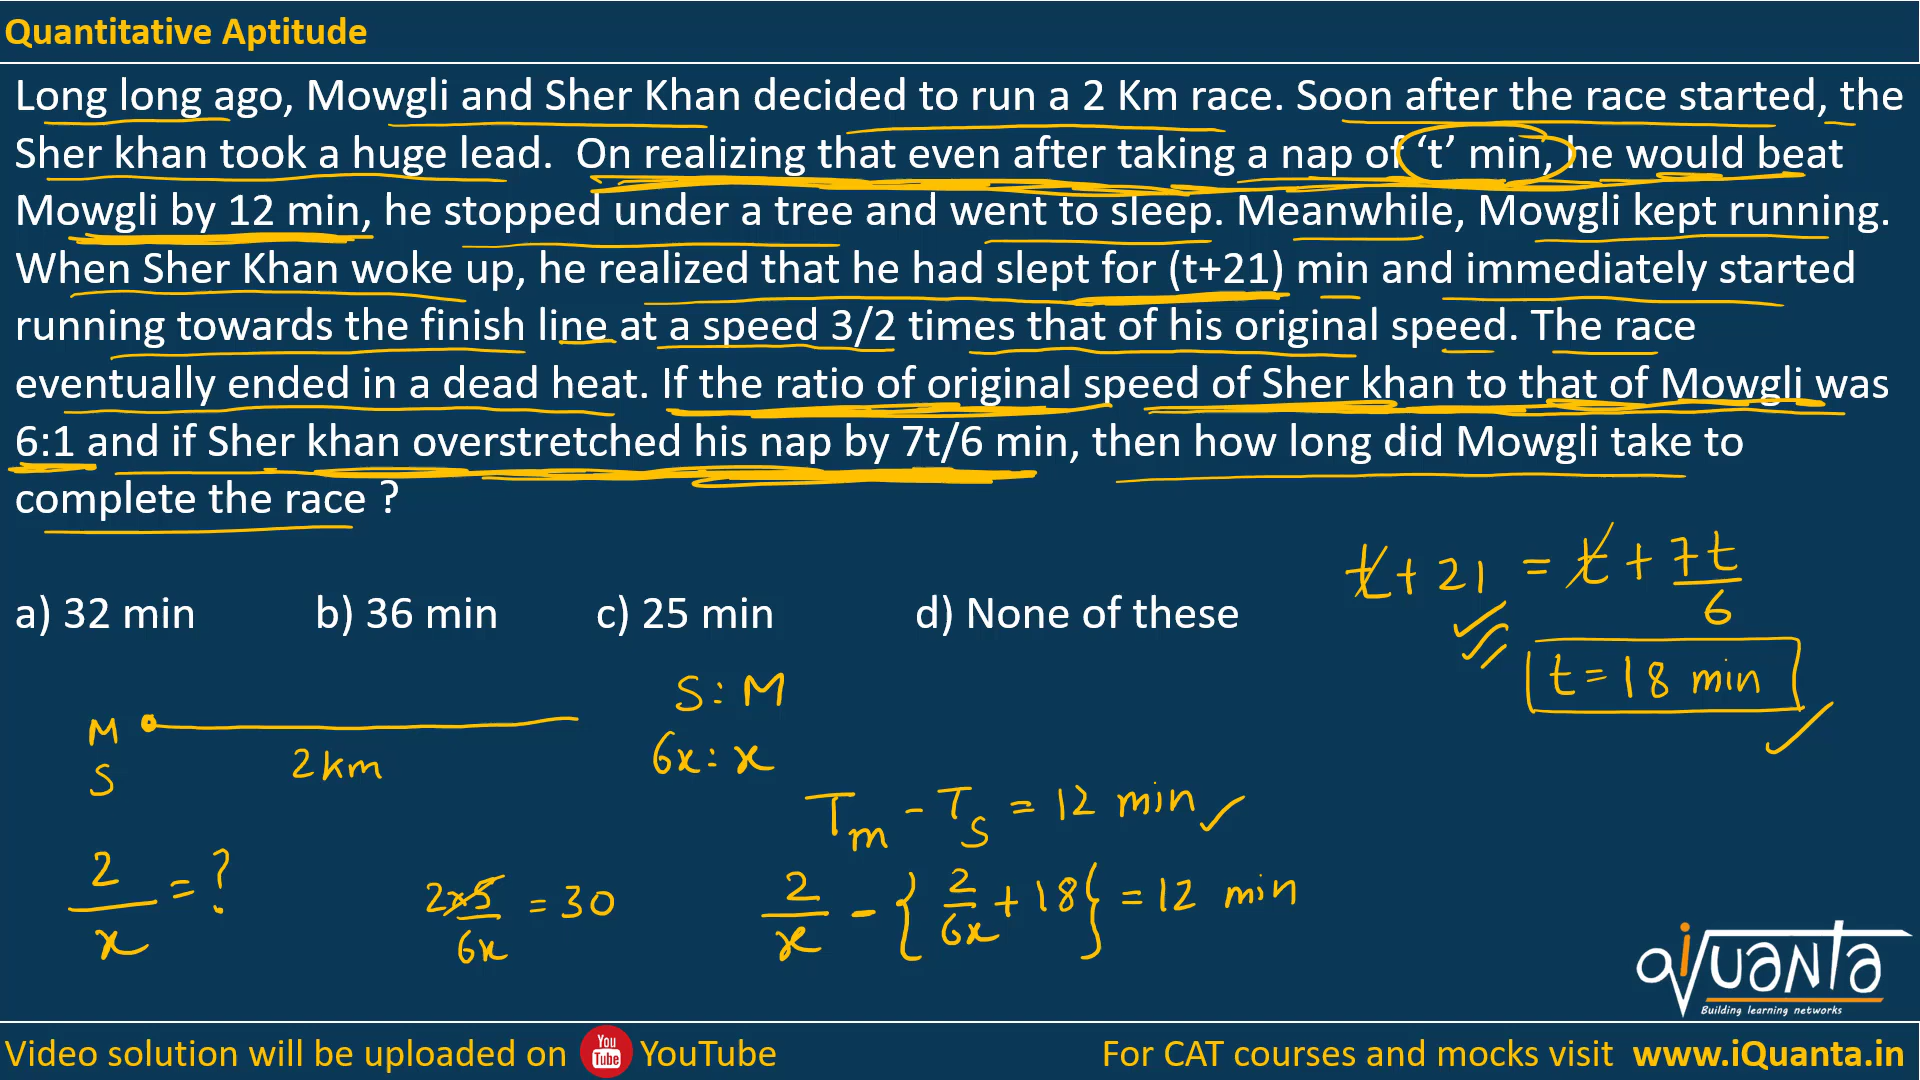 Quantitative Aptitude
Long long ago, Mowgli and Sher Khan decided to run a 2 Km race. Soon after the race started, the
Sher khan took a huge lead. On realizing that even after taking a nap of ‘t’ min, he would beat
Mowgli by 12 min, he stopped under a tree and went to sleep. Meanwhile, Mowgli kept running.
When Sher Khan woke up, he realized that he had slept for (t+21) min and immediately started
running towards the finish line at a speed 3/2 times that of his original speed. The race
eventually ended in a dead heat. If the ratio of original speed of Sher khan to that of Mowgli was
6:1 and if Sher khan overstretched his nap by 7t/6 min, then how long did Mowgli take to
complete the race ?
t + 21 = t + 7t/6
a) 32 min b) 36 min c) 25 min d) None of these
t = 18 min
S : M
M
2 km
S
6x : x
Tm - Ts = 12 min
2/x = ?
2x5/6x = 30
2/x - { 2/6x + 18 } = 12 min
iQuanta
Building learning networks
Video solution will be uploaded on You Tube YouTube
For CAT courses and mocks visit www.iQuanta.in